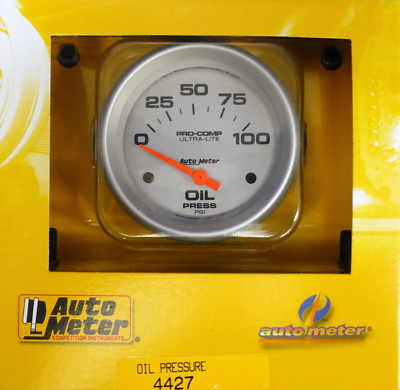 0 25 50 75 100
PRO-COMP
ULTRA-LITE
Auto Meter
OIL
PRESS
PSI
Auto
Meter
COMPETITION INSTRUMENTS
auto meter
OIL PRESSURE
4427